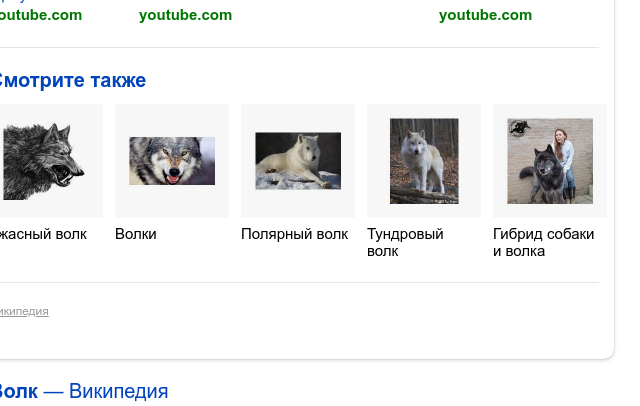 outube.com youtube.com youtube.com
Смотрите также
жасный волк Волки Полярный волк Тундровый волк Гибрид собаки и волка
икипедия
Волк — Википедия